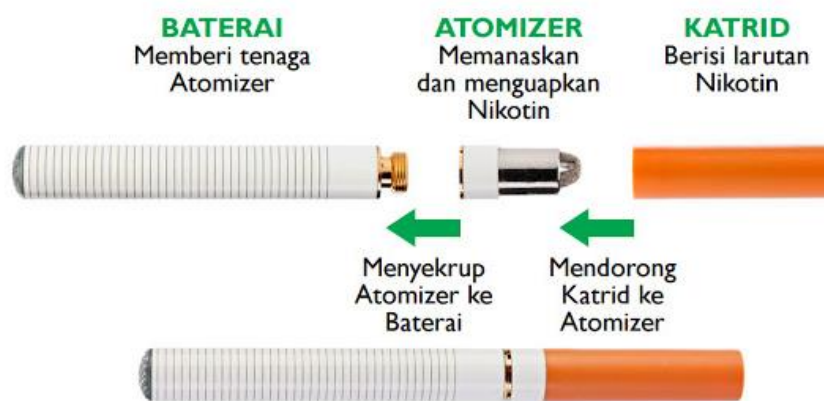 BATERAI
Memberi tenaga
Atomizer
ATOMIZER
Memanaskan
dan menguapkan
Nikotin
KATRID
Berisi larutan
Nikotin
Menyekrup
Atomizer ke
Baterai
Mendorong
Katrid ke
Atomizer